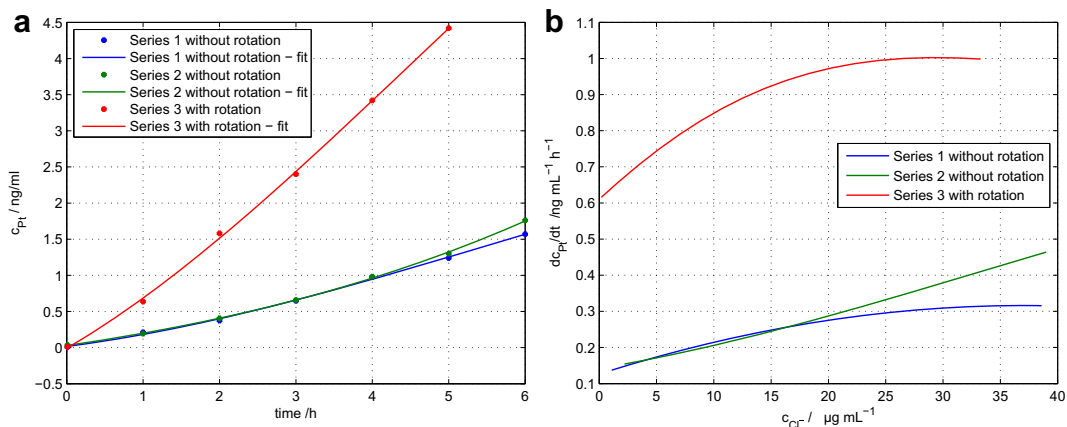 a
4.5
4
3.5
3
2.5
2
1.5
1
0.5
0
−0.5
c_Pt / ng/ml
Series 1 without rotation
Series 1 without rotation − fit
Series 2 without rotation
Series 2 without rotation − fit
Series 3 with rotation
Series 3 with rotation − fit
0 1 2 3 4 5 6
time /h
b
1.1
1
0.9
0.8
0.7
0.6
0.5
0.4
0.3
0.2
0.1
dc_Pt/dt /ng mL⁻¹ h⁻¹
Series 1 without rotation
Series 2 without rotation
Series 3 with rotation
0 5 10 15 20 25 30 35 40
c_Cl⁻ / µg mL⁻¹